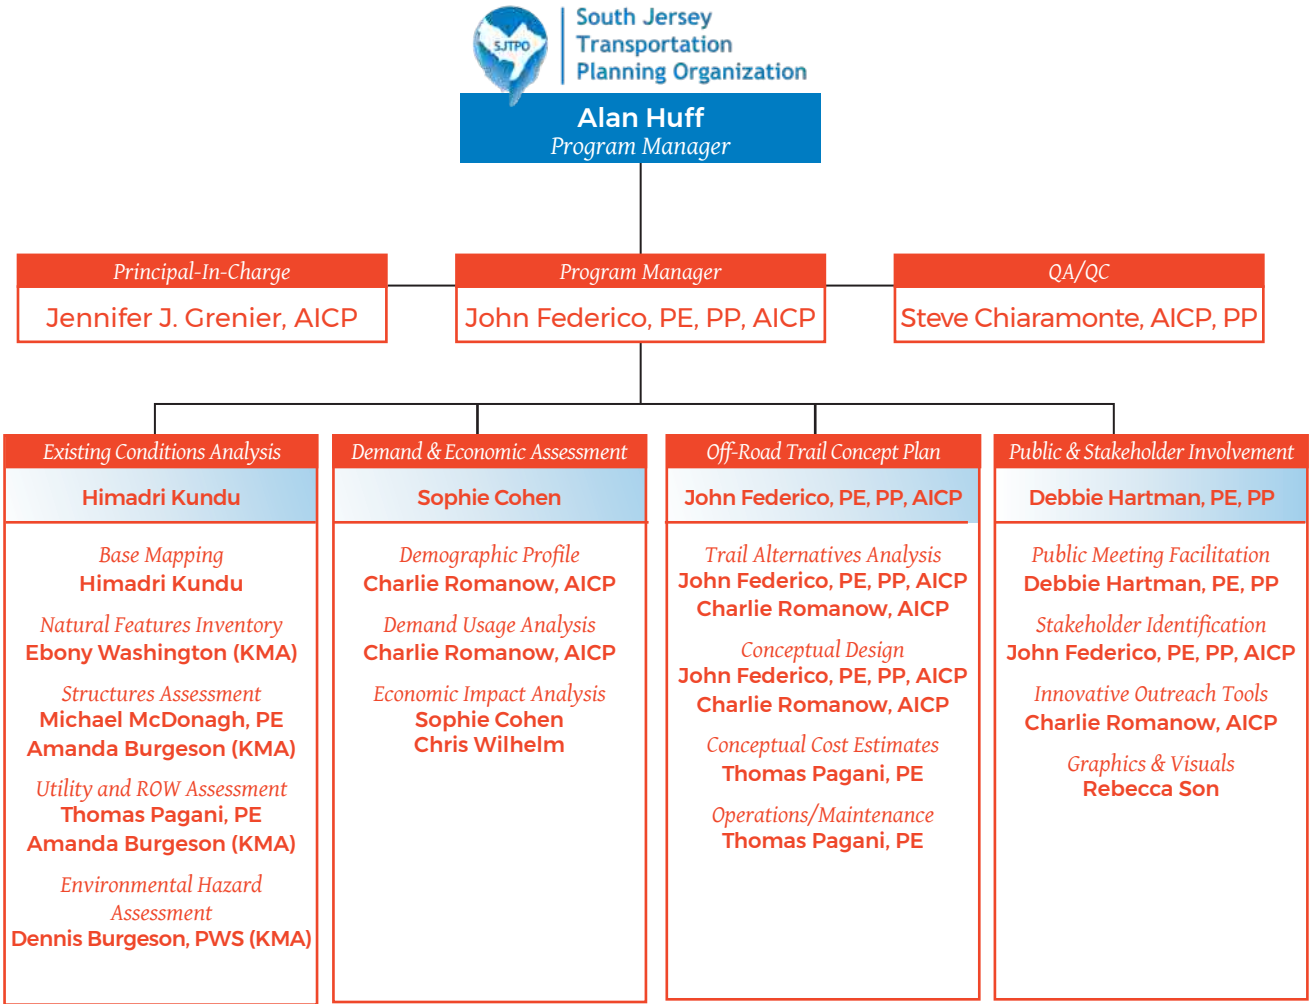 SJTPO
South Jersey
Transportation
Planning Organization
Alan Huff
Program Manager
Principal-In-Charge
Jennifer J. Grenier, AICP
Program Manager
John Federico, PE, PP, AICP
QA/QC
Steve Chiaramonte, AICP, PP
Existing Conditions Analysis
Himadri Kundu
Base Mapping
Himadri Kundu
Natural Features Inventory
Ebony Washington (KMA)
Structures Assessment
Michael McDonagh, PE
Amanda Burgeson (KMA)
Utility and ROW Assessment
Thomas Pagani, PE
Amanda Burgeson (KMA)
Environmental Hazard
Assessment
Dennis Burgeson, PWS (KMA)
Demand & Economic Assessment
Sophie Cohen
Demographic Profile
Charlie Romanow, AICP
Demand Usage Analysis
Charlie Romanow, AICP
Economic Impact Analysis
Sophie Cohen
Chris Wilhelm
Off-Road Trail Concept Plan
John Federico, PE, PP, AICP
Trail Alternatives Analysis
John Federico, PE, PP, AICP
Charlie Romanow, AICP
Conceptual Design
John Federico, PE, PP, AICP
Charlie Romanow, AICP
Conceptual Cost Estimates
Thomas Pagani, PE
Operations/Maintenance
Thomas Pagani, PE
Public & Stakeholder Involvement
Debbie Hartman, PE, PP
Public Meeting Facilitation
Debbie Hartman, PE, PP
Stakeholder Identification
John Federico, PE, PP, AICP
Innovative Outreach Tools
Charlie Romanow, AICP
Graphics & Visuals
Rebecca Son